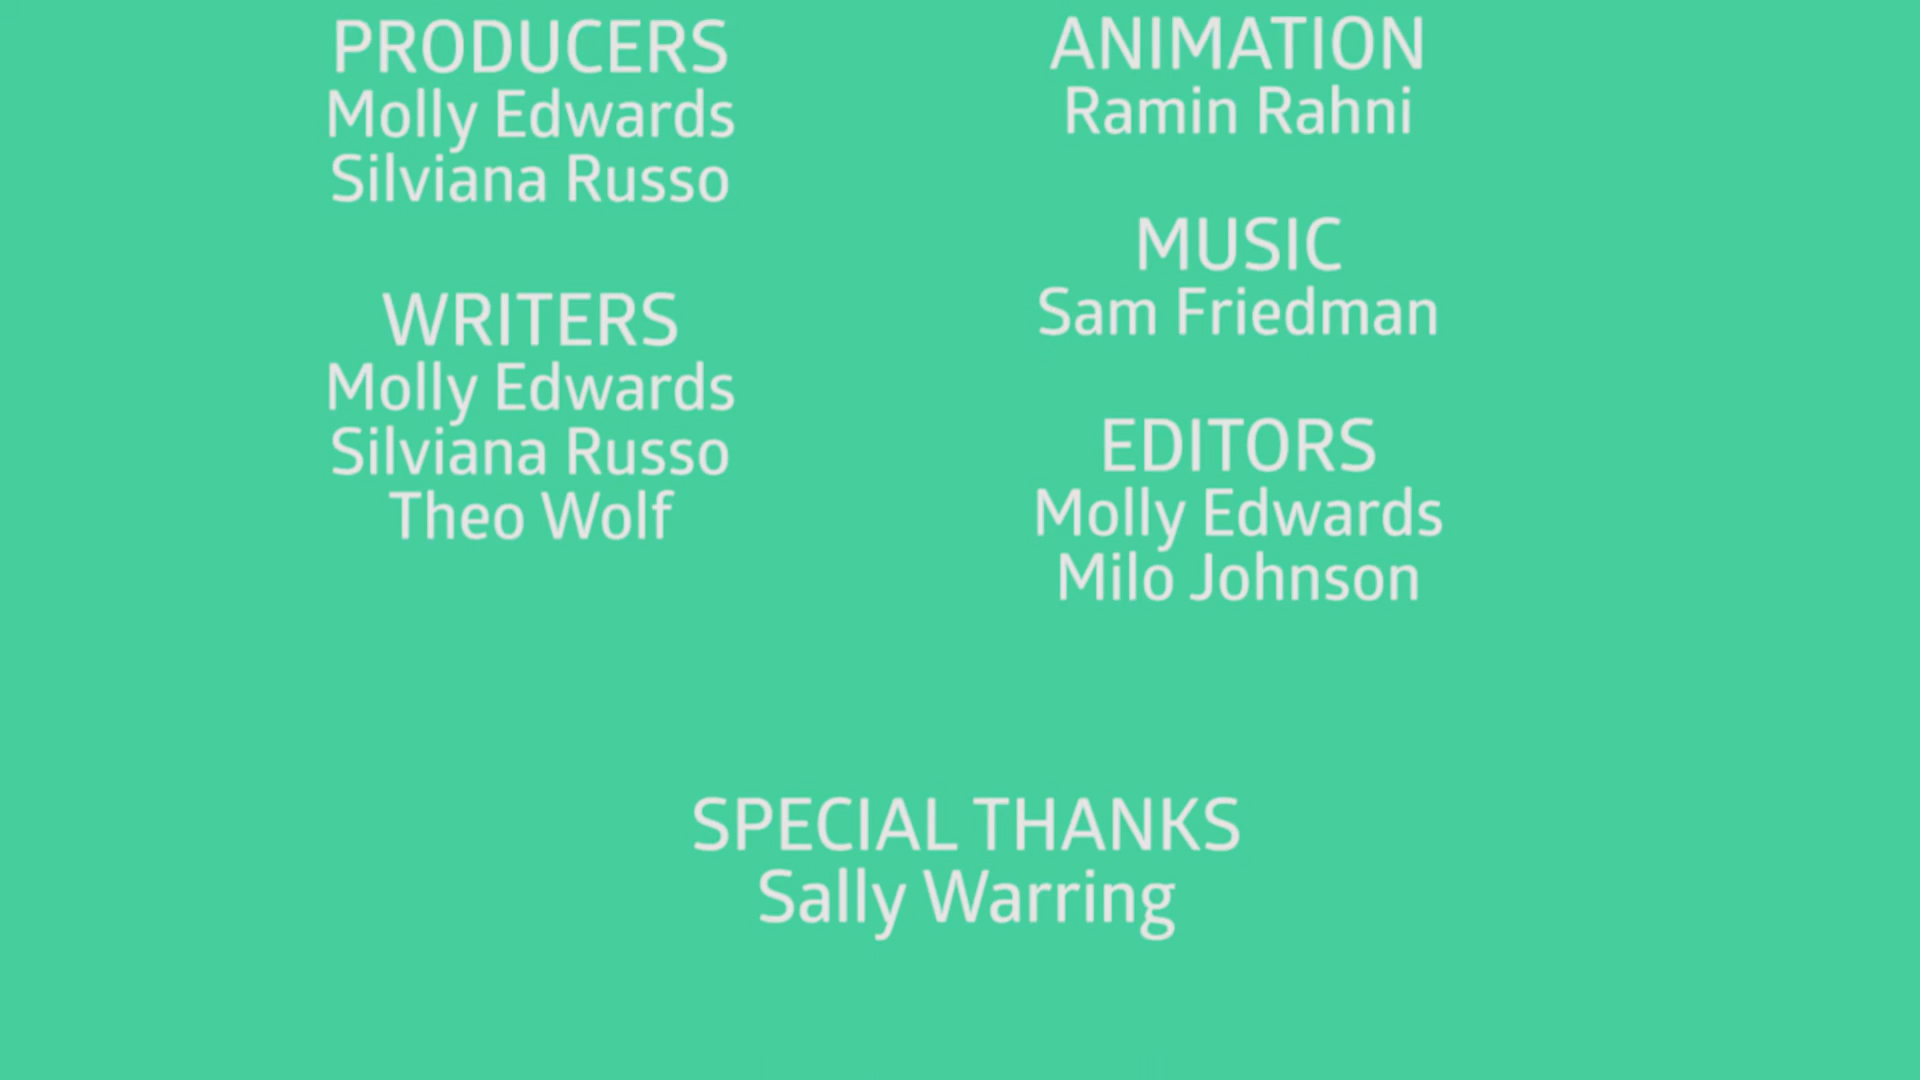 PRODUCERS
Molly Edwards
Silviana Russo
WRITERS
Molly Edwards
Silviana Russo
Theo Wolf
ANIMATION
Ramin Rahni
MUSIC
Sam Friedman
EDITORS
Molly Edwards
Milo Johnson
SPECIAL THANKS
Sally Warring